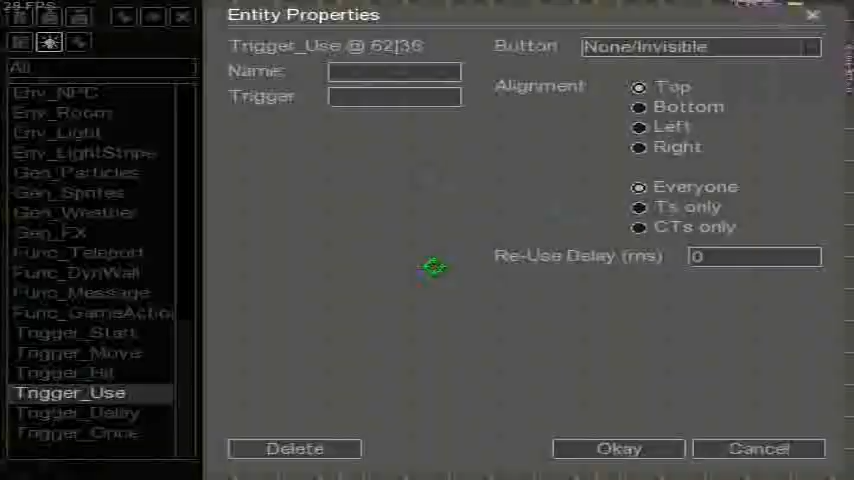 28 FPS
All
Env_NPC
Env_Room
Env_Light
Env_LightStripe
Gen_Particles
Gen_Sprites
Gen_Weather
Gen_FX
Func_Teleport
Func_DynWall
Func_Message
Func_GameAction
Trigger_Start
Trigger_Move
Trigger_Hit
Trigger_Use
Trigger_Delay
Trigger_Once
Entity Properties
Trigger_Use @ 62|36
Name:
Trigger
Button
None/Invisible
Alignment
Top
Bottom
Left
Right
Everyone
Ts only
CTs only
Re-Use Delay (ms)
0
Delete
Okay
Cancel